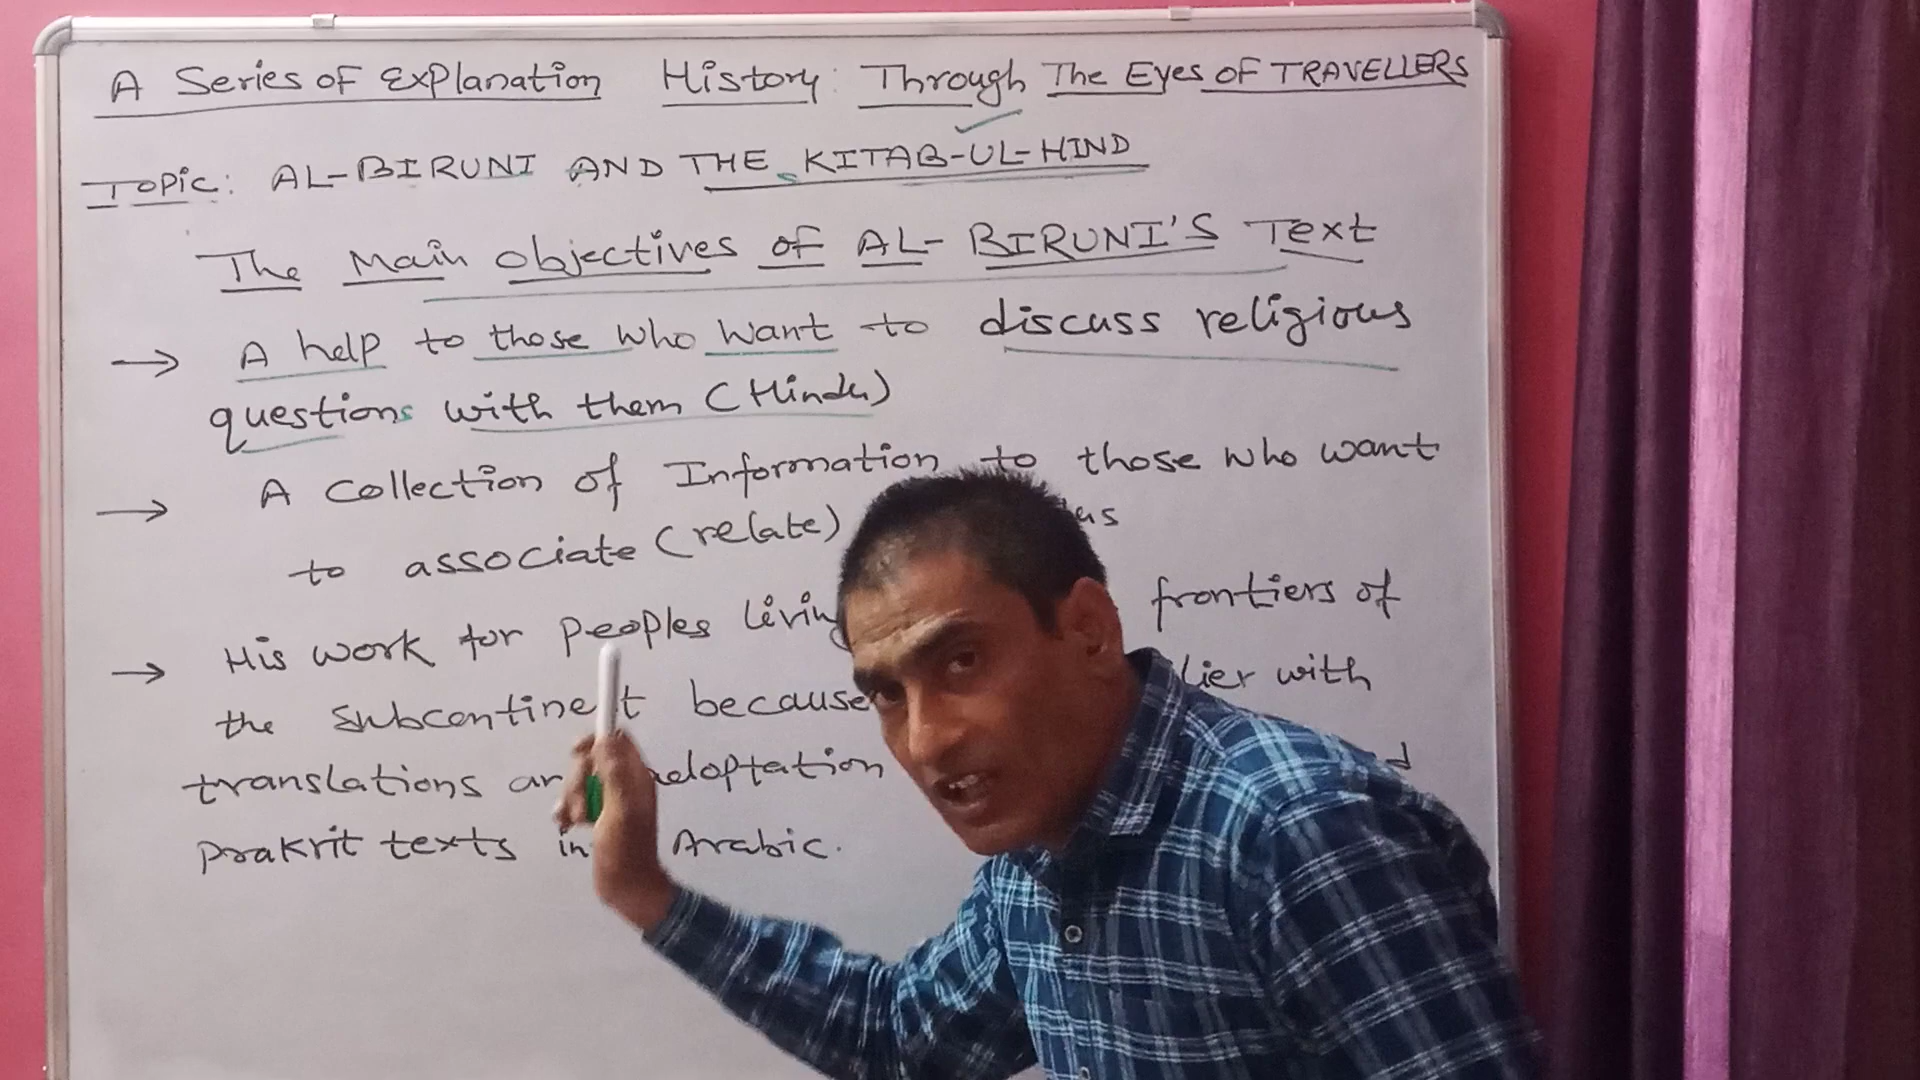 A Series of Explanation History: Through The Eyes of TRAVELLERS
Topic: AL-BIRUNI AND THE KITAB-UL-HIND
The Main objectives of AL-BIRUNI'S Text
→ A help to those who want to discuss religious
questions with them (Hindu)
→ A collection of Information to those who want
to associate (relate)
→ His work for peoples living frontiers of
the Subcontinent because with
translations adoptation
prakrit texts in Arabic.